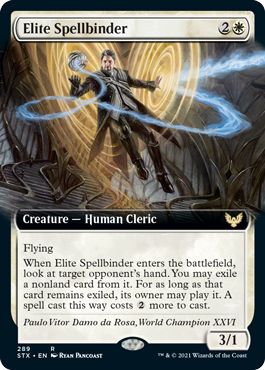 Elite Spellbinder 2
Creature — Human Cleric
Flying
When Elite Spellbinder enters the battlefield,
look at target opponent's hand. You may exile
a nonland card from it. For as long as that
card remains exiled, its owner may play it. A
spell cast this way costs 2 more to cast.
Paulo Vitor Damo da Rosa, World Champion XXVI
3/1
289 R
STX • EN Ryan Pancoast
™ & © 2021 Wizards of the Coast